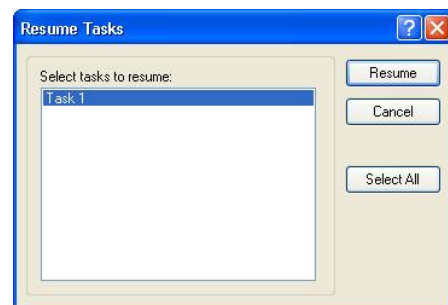 Resume Tasks
Select tasks to resume:
Task 1
Resume
Cancel
Select All